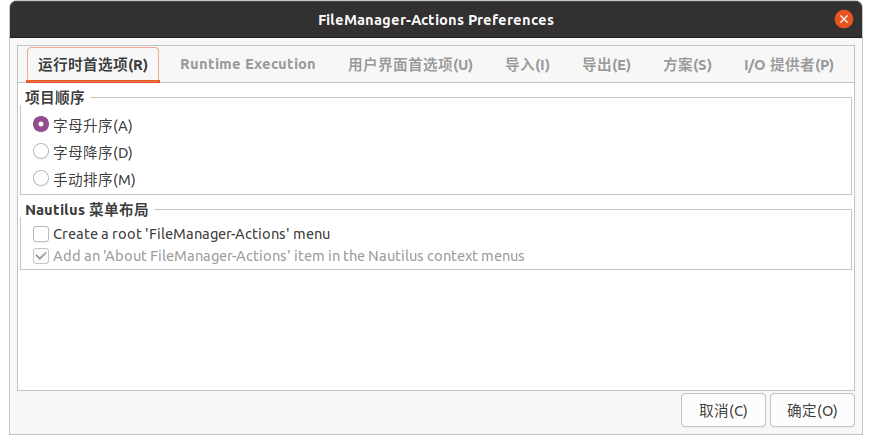 FileManager-Actions Preferences
运行时首选项(R) Runtime Execution 用户界面首选项(U) 导入(I) 导出(E) 方案(S) I/O 提供者(P)
项目顺序
字母升序(A)
字母降序(D)
手动排序(M)
Nautilus 菜单布局
Create a root 'FileManager-Actions' menu
Add an 'About FileManager-Actions' item in the Nautilus context menus
取消(C) 确定(O)